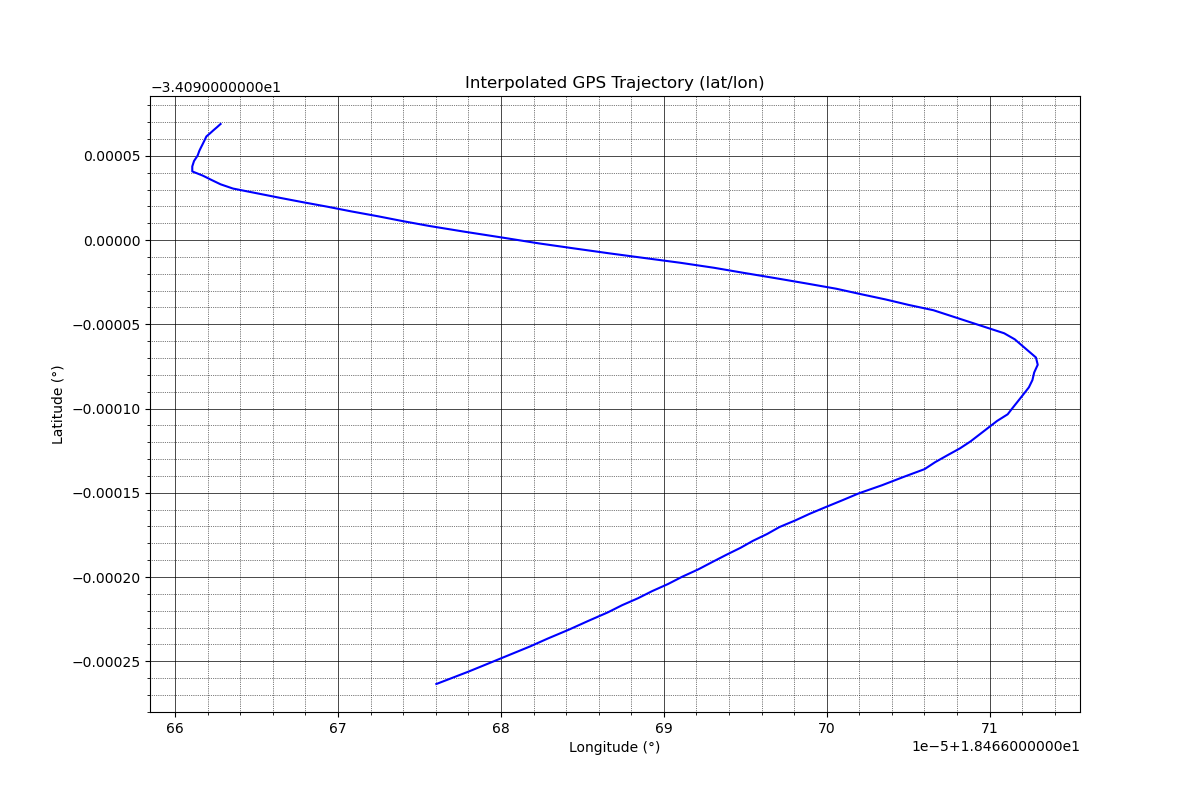 Interpolated GPS Trajectory (lat/lon)
−3.4090000000e1
0.00005
0.00000
−0.00005
−0.00010
−0.00015
−0.00020
−0.00025
Latitude (°)
66 67 68 69 70 71
Longitude (°)
1e−5+1.8466000000e1